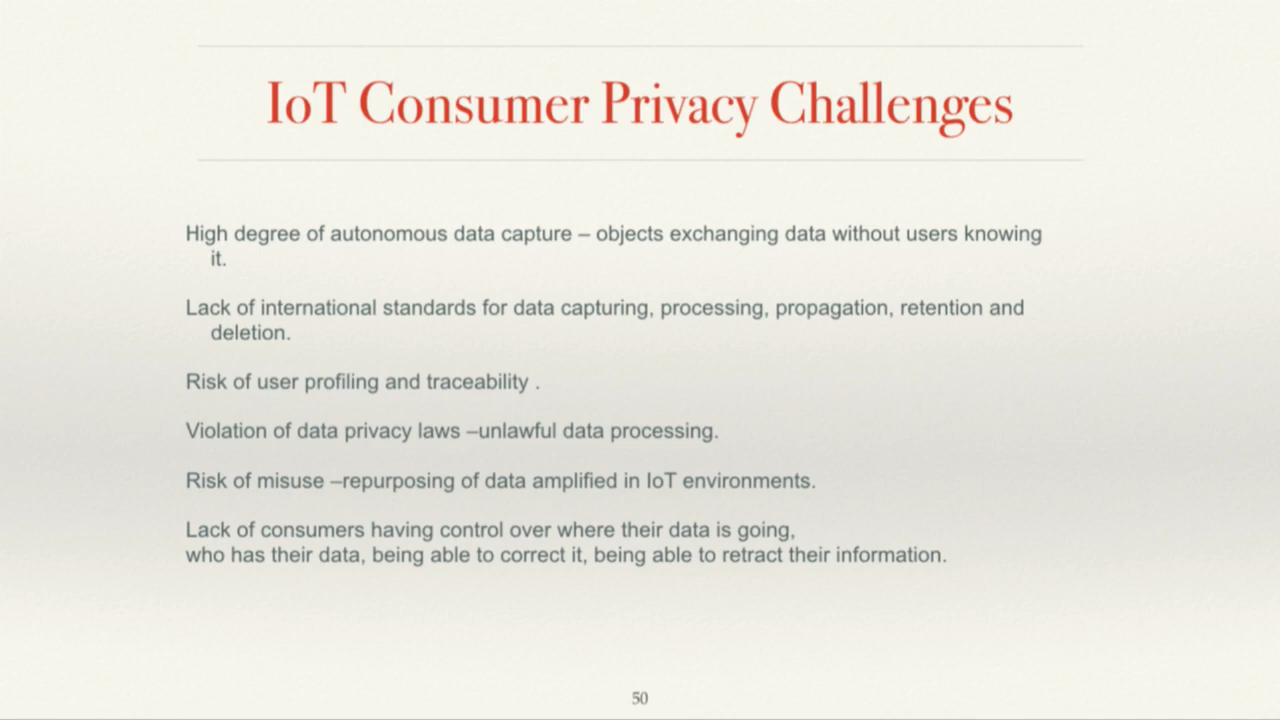 IoT Consumer Privacy Challenges
High degree of autonomous data capture – objects exchanging data without users knowing
it.
Lack of international standards for data capturing, processing, propagation, retention and
deletion.
Risk of user profiling and traceability .
Violation of data privacy laws –unlawful data processing.
Risk of misuse –repurposing of data amplified in IoT environments.
Lack of consumers having control over where their data is going,
who has their data, being able to correct it, being able to retract their information.
50